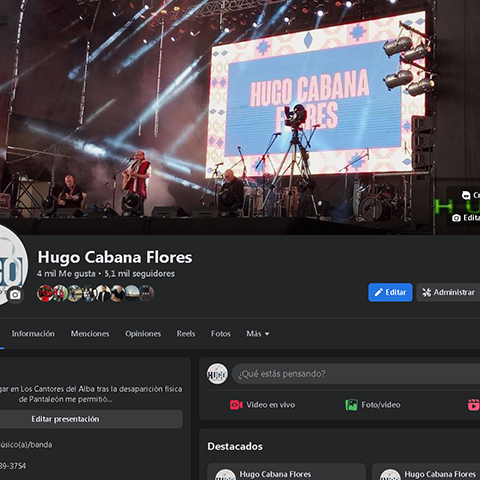 HUGO CABANA
FLORES
Edita
HUGO
Hugo Cabana Flores
4 mil Me gusta • 5,1 mil seguidores
Editar
Administrar
Información
Menciones
Opiniones
Reels
Fotos
Más
HUGO
¿Qué estás pensando?
Video en vivo
Foto/video
gar en Los Cantores del Alba tras la desaparición física
de Pantaleón me permitió...
Editar presentación
úsico(a)/banda
39-3754
Destacados
Hugo Cabana Flores
Hugo Cabana Flores